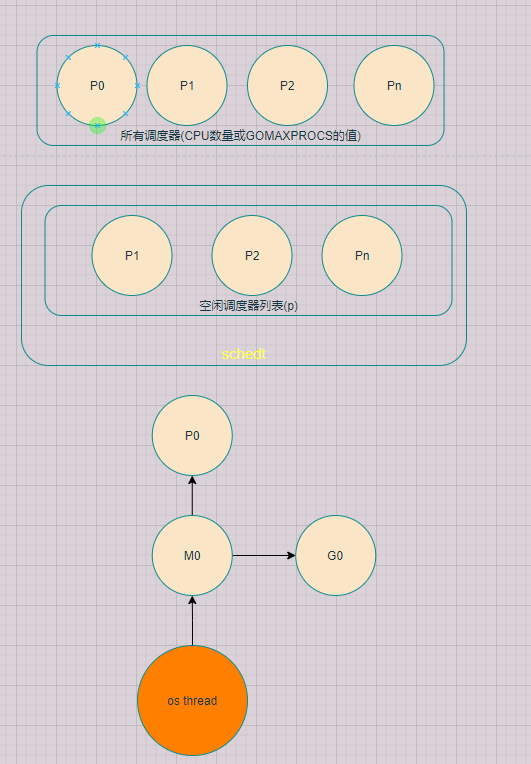 P0 P1 P2 Pn
所有调度器(CPU数量或GOMAXPROCS的值)
P1 P2 Pn
空闲调度器列表(p)
schedt
P0
M0 G0
os thread